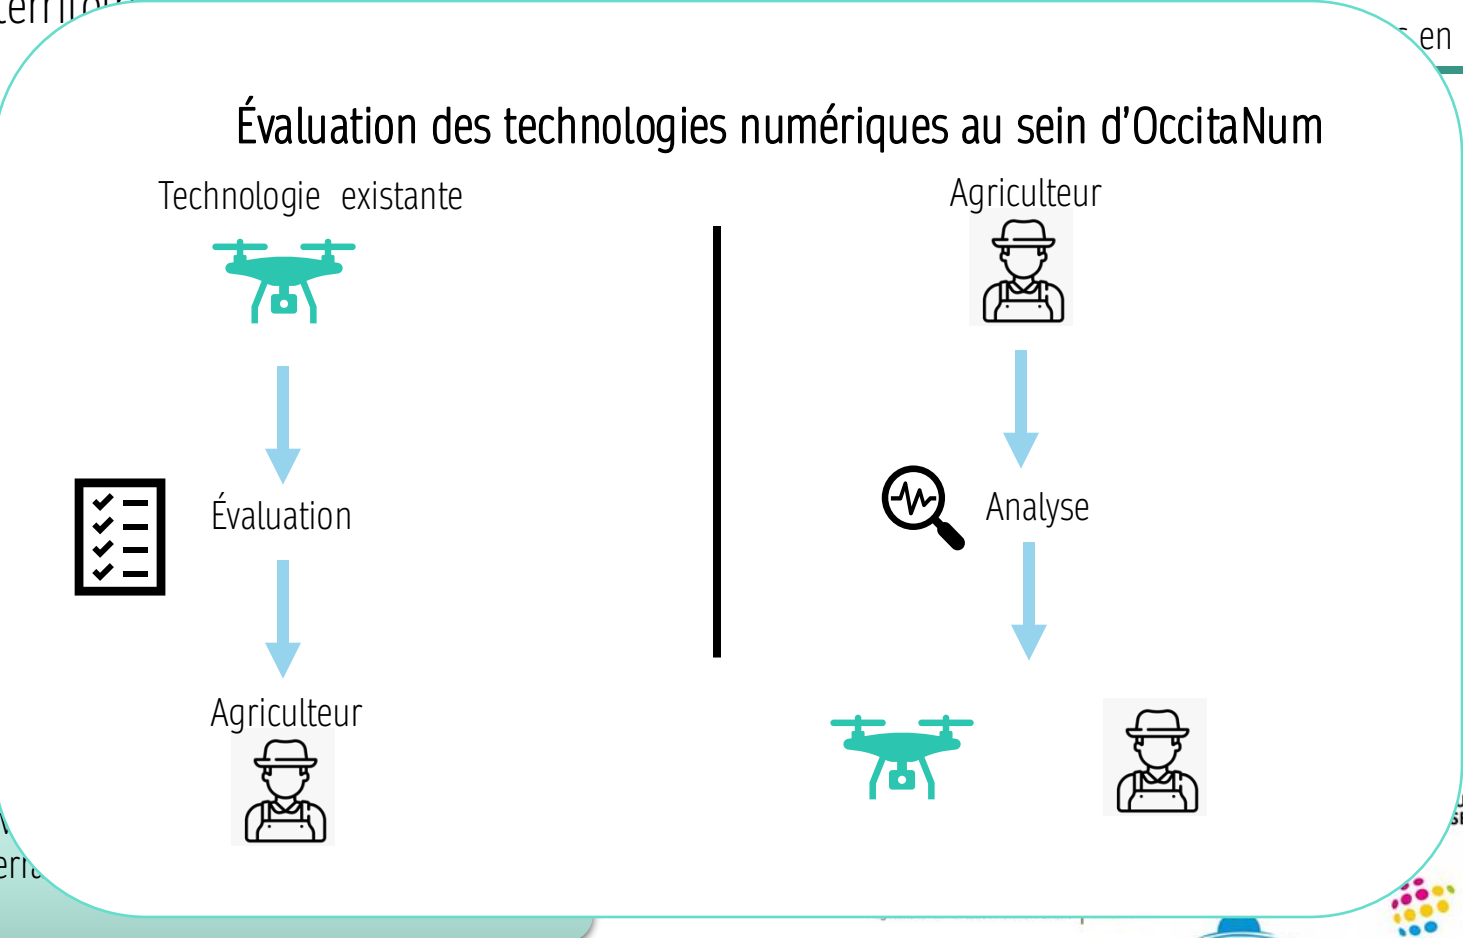 en
Évaluation des technologies numériques au sein d'OccitaNum
Technologie existante
Agriculteur
Évaluation
Analyse
Agriculteur